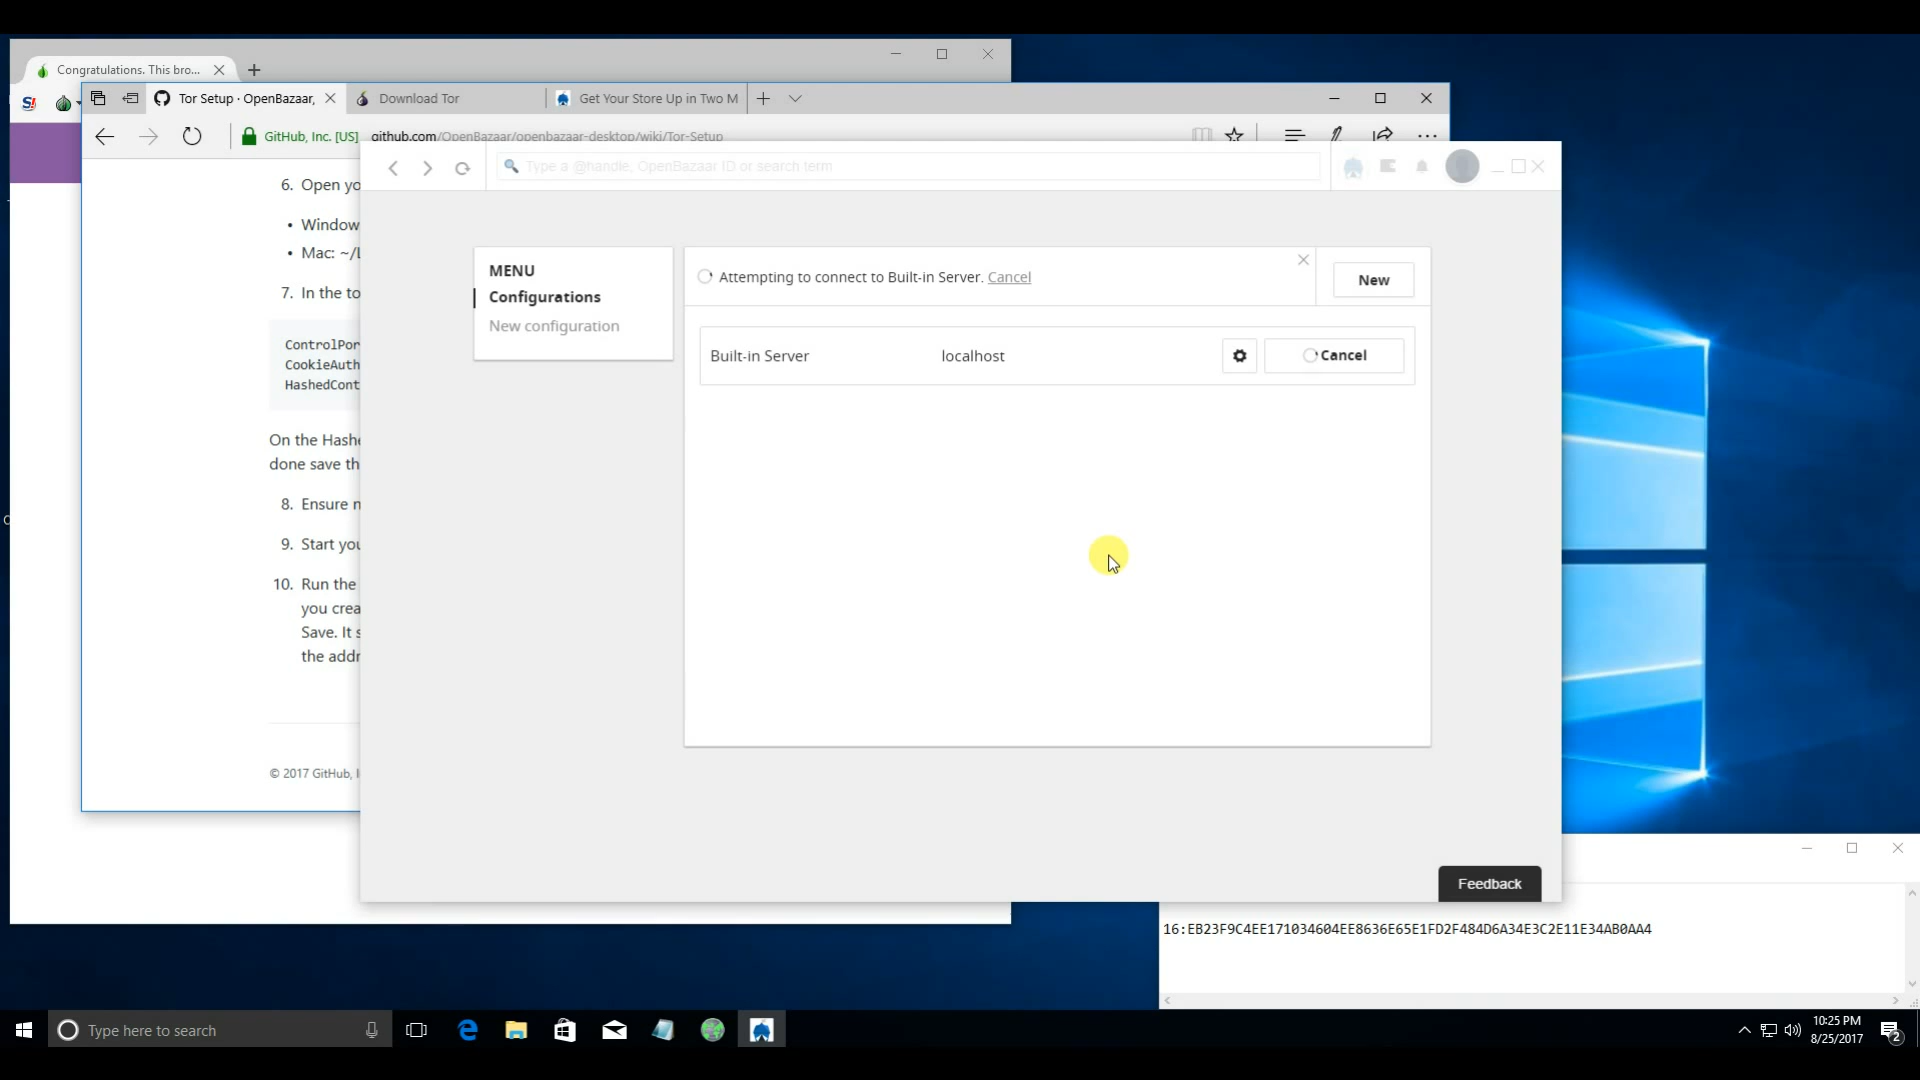 Congratulations. This bro...
Tor Setup · OpenBazaar,
Download Tor
Get Your Store Up in Two M
GitHub, Inc. [US]
github.com/OpenBazaar/openbazaar-desktop/wiki/Tor-Setup
Type a @handle, OpenBazaar ID or search term
6. Open yo
• Window
• Mac: ~/L
7. In the to
ControlPor
CookieAuth
HashedCont
On the Hashe
done save th
8. Ensure n
9. Start you
10. Run the
you crea
Save. It s
the addr
© 2017 GitHub, I
MENU
Configurations
New configuration
Attempting to connect to Built-in Server. Cancel
New
Built-in Server
localhost
Cancel
Feedback
16:EB23F9C4EE171034604EE8636E65E1FD2F484D6A34E3C2E11E34AB0AA4
Type here to search
10:25 PM
8/25/2017
2